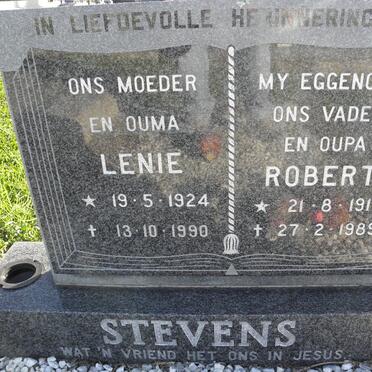 IN LIEFDEVOLLE HERINNERING
ONS MOEDER
EN OUMA
LENIE
★ 19·5·1924
✝ 13·10·1990
MY EGGENO
ONS VADE
EN OUPA
ROBERT
★ 21·8·191
✝ 27·2·1989
STEVENS
WAT 'N VRIEND HET ONS IN JESUS